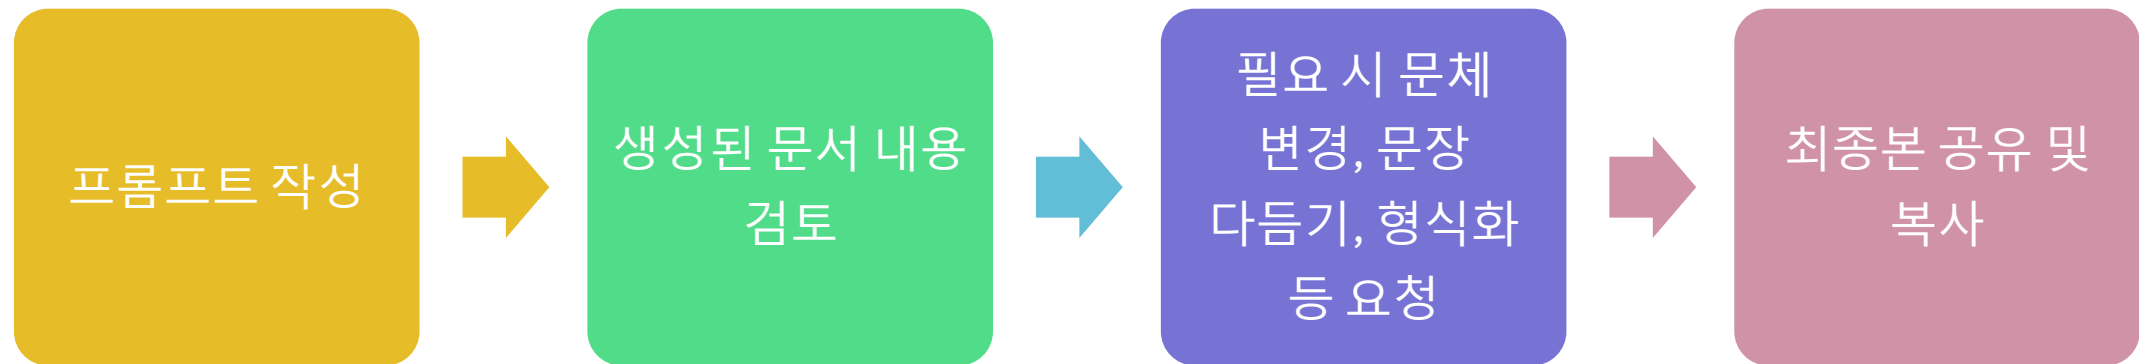 프롬프트 작성
생성된 문서 내용
검토
필요 시 문체
변경, 문장
다듬기, 형식화
등 요청
최종본 공유 및
복사